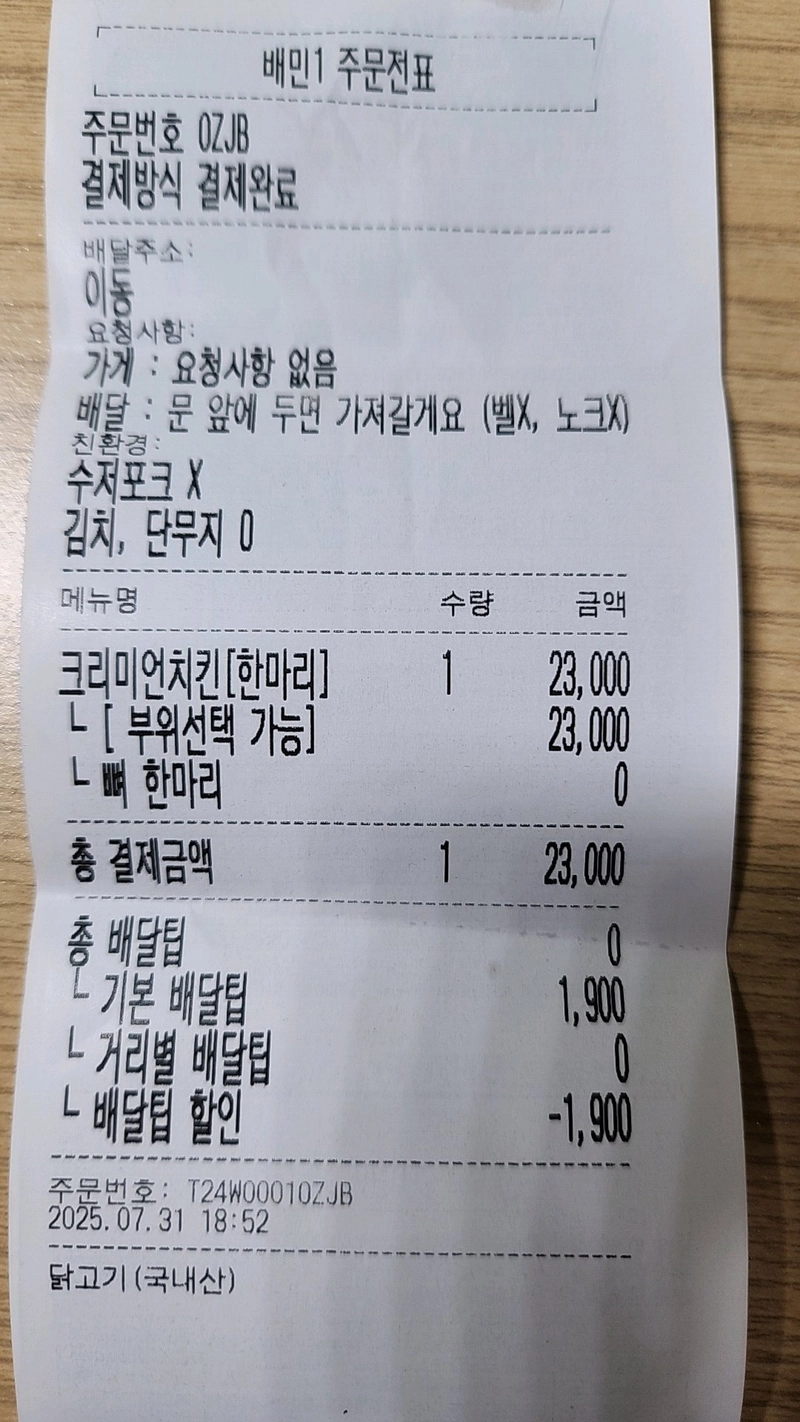 배민1 주문전표
주문번호 0ZJB
결제방식 결제완료
배달주소:
이동
요청사항:
가게 : 요청사항 없음
배달 : 문 앞에 두면 가져갈게요 (벨X, 노크X)
친환경:
수저포크 X
김치, 단무지 0
메뉴명 수량 금액
크리미언치킨[한마리] 1 23,000
└ [ 부위선택 가능] 23,000
└ 뼈 한마리 0
총 결제금액 1 23,000
총 배달팁 0
└ 기본 배달팁 1,900
└ 거리별 배달팁 0
└ 배달팁 할인 -1,900
주문번호: T24W00010ZJB
2025.07.31 18:52
닭고기(국내산)